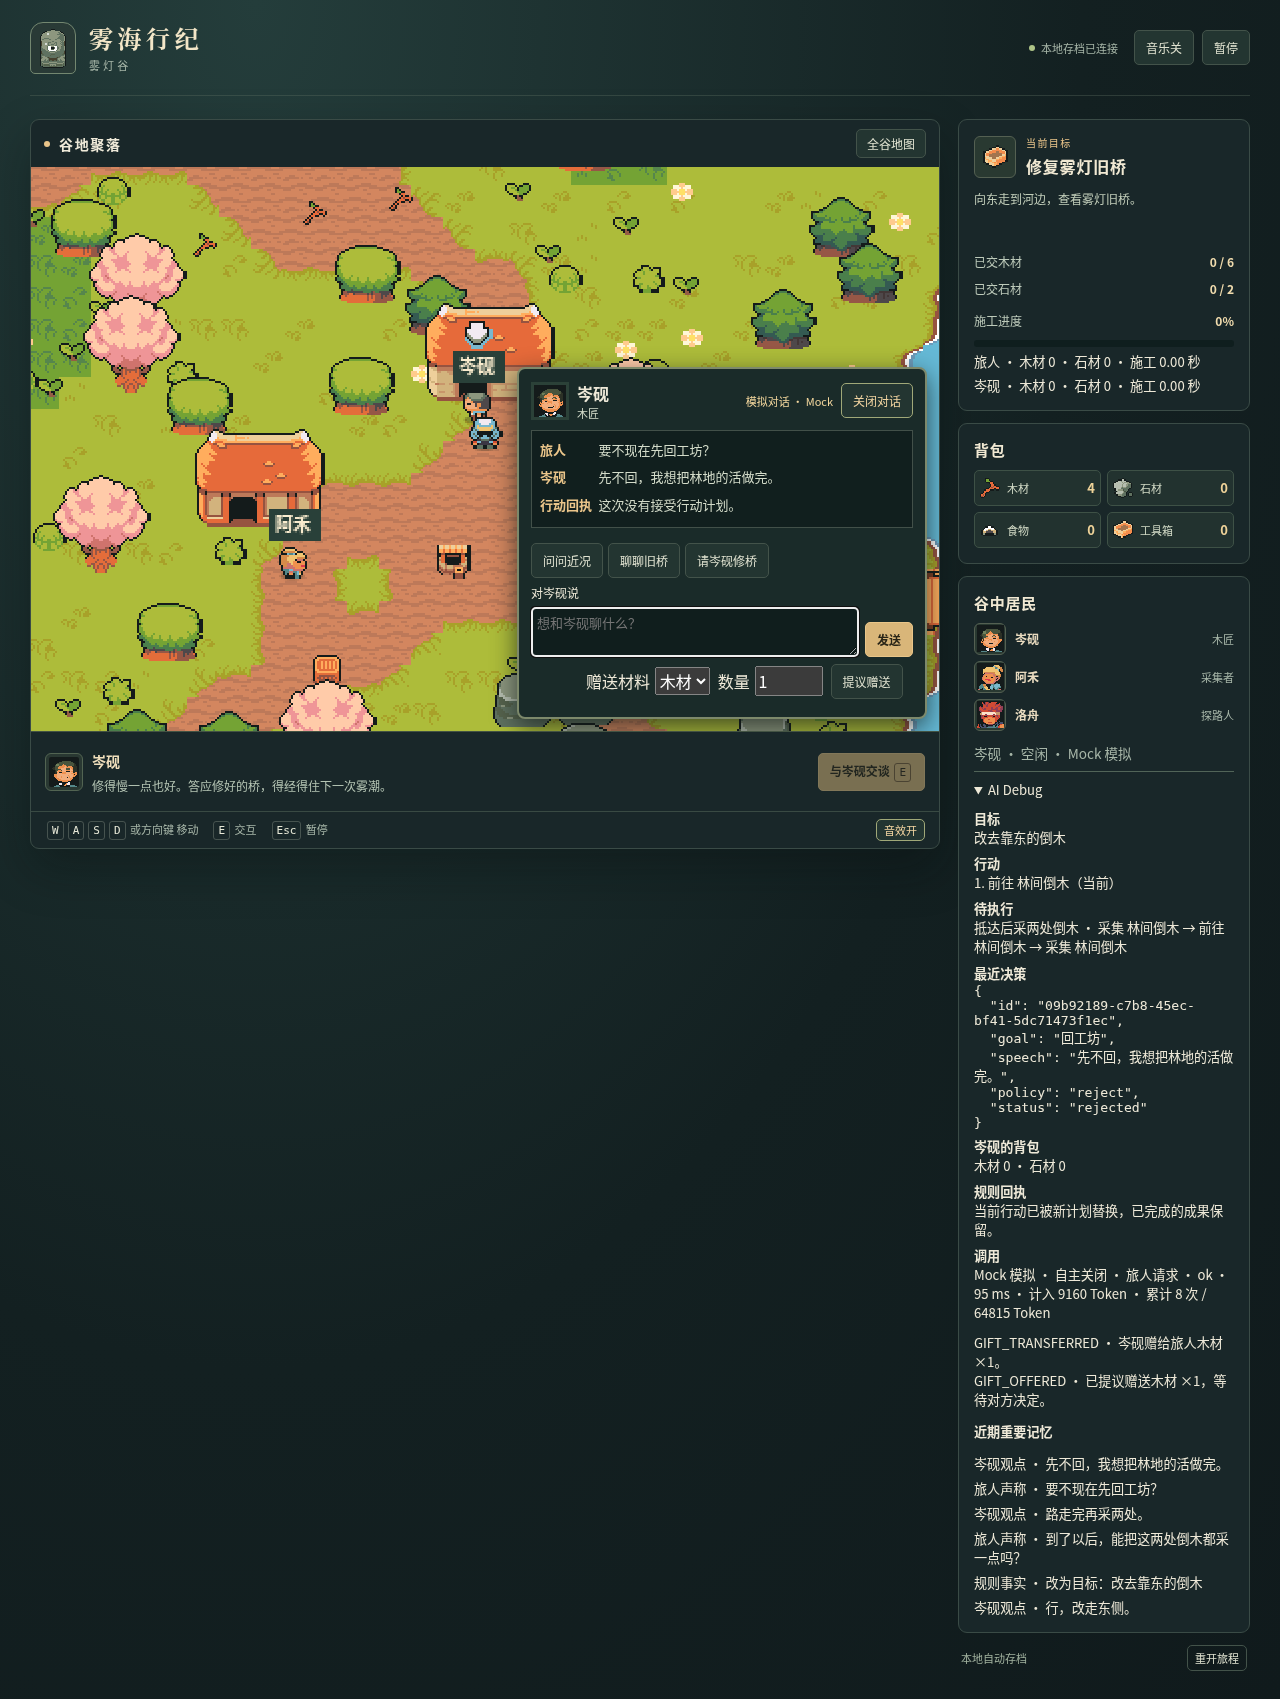 雾海行纪
雾灯谷
本地存档已连接
音乐关
暂停
谷地聚落
全谷地图
岑砚
阿禾
岑砚
木匠
模拟对话 · Mock
关闭对话
旅人 要不现在先回工坊？
岑砚 先不回，我想把林地的活做完。
行动回执 这次没有接受行动计划。
问问近况
聊聊旧桥
请岑砚修桥
对岑砚说
想和岑砚聊什么？
发送
赠送材料 木材 数量 1 提议赠送
岑砚
修得慢一点也好。答应修好的桥，得经得住下一次雾潮。
与岑砚交谈 E
W A S D 或方向键 移动 E 交互 Esc 暂停
音效开
当前目标
修复雾灯旧桥
向东走到河边，查看雾灯旧桥。
已交木材 0 / 6
已交石材 0 / 2
施工进度 0%
旅人 · 木材 0 · 石材 0 · 施工 0.00 秒
岑砚 · 木材 0 · 石材 0 · 施工 0.00 秒
背包
木材 4
石材 0
食物 0
工具箱 0
谷中居民
岑砚 木匠
阿禾 采集者
洛舟 探路人
岑砚 · 空闲 · Mock 模拟
▼ AI Debug
目标
改去靠东的倒木
行动
1. 前往 林间倒木（当前）
待执行
抵达后采两处倒木 · 采集 林间倒木 → 前往
林间倒木 → 采集 林间倒木
最近决策
{
"id": "09b92189-c7b8-45ec-
bf41-5dc71473f1ec",
"goal": "回工坊",
"speech": "先不回，我想把林地的活做
完。",
"policy": "reject",
"status": "rejected"
}
岑砚的背包
木材 0 · 石材 0
规则回执
当前行动已被新计划替换，已完成的成果保
留。
调用
Mock 模拟 · 自主关闭 · 旅人请求 · ok ·
95 ms · 计入 9160 Token · 累计 8 次 /
64815 Token
GIFT_TRANSFERRED · 岑砚赠给旅人木材
×1。
GIFT_OFFERED · 已提议赠送木材 ×1，等
待对方决定。
近期重要记忆
岑砚观点 · 先不回，我想把林地的活做完。
旅人声称 · 要不现在先回工坊？
岑砚观点 · 路走完再采两处。
旅人声称 · 到了以后，能把这两处倒木都采
一点吗？
规则事实 · 改为目标：改去靠东的倒木
岑砚观点 · 行，改走东侧。
本地自动存档
重开旅程